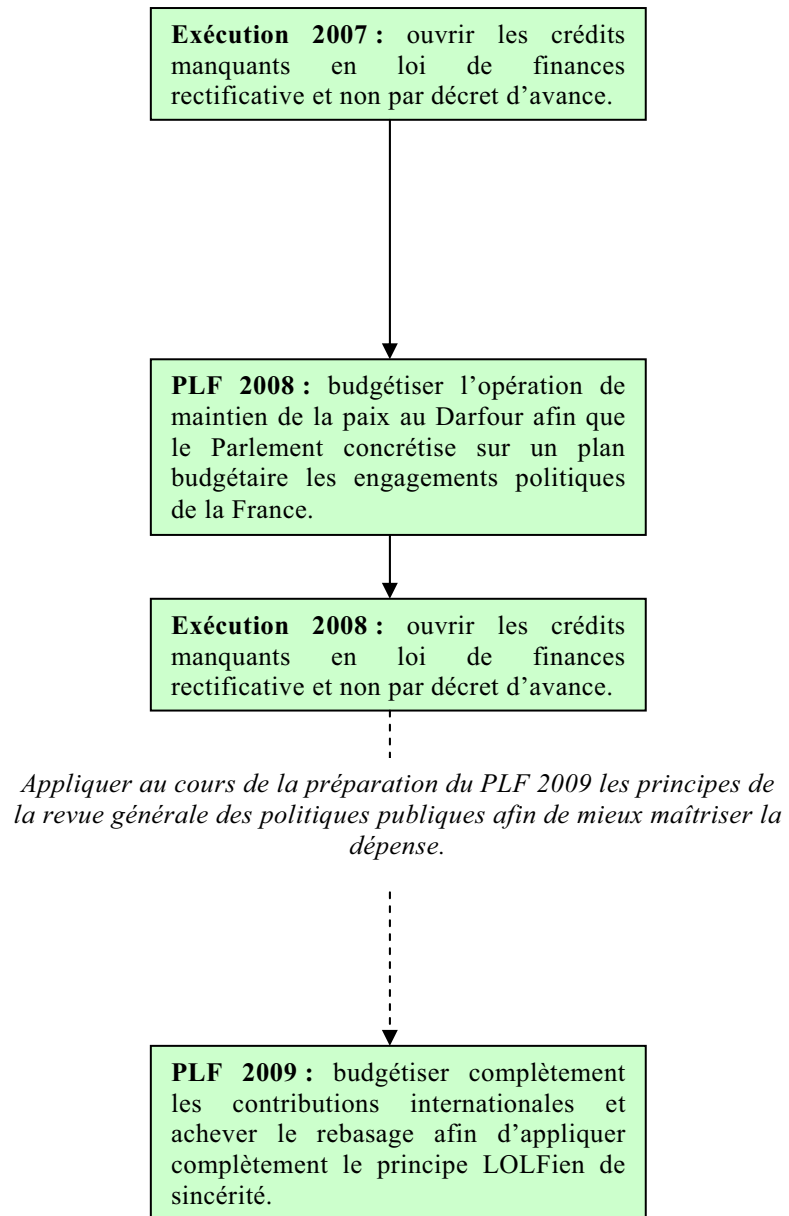 Exécution 2007 : ouvrir les crédits
manquants en loi de finances
rectificative et non par décret d’avance.
PLF 2008 : budgétiser l’opération de
maintien de la paix au Darfour afin que
le Parlement concrétise sur un plan
budgétaire les engagements politiques
de la France.
Exécution 2008 : ouvrir les crédits
manquants en loi de finances
rectificative et non par décret d’avance.
Appliquer au cours de la préparation du PLF 2009 les principes de
la revue générale des politiques publiques afin de mieux maîtriser la
dépense.
PLF 2009 : budgétiser complètement
les contributions internationales et
achever le rebasage afin d’appliquer
complètement le principe LOLFien de
sincérité.